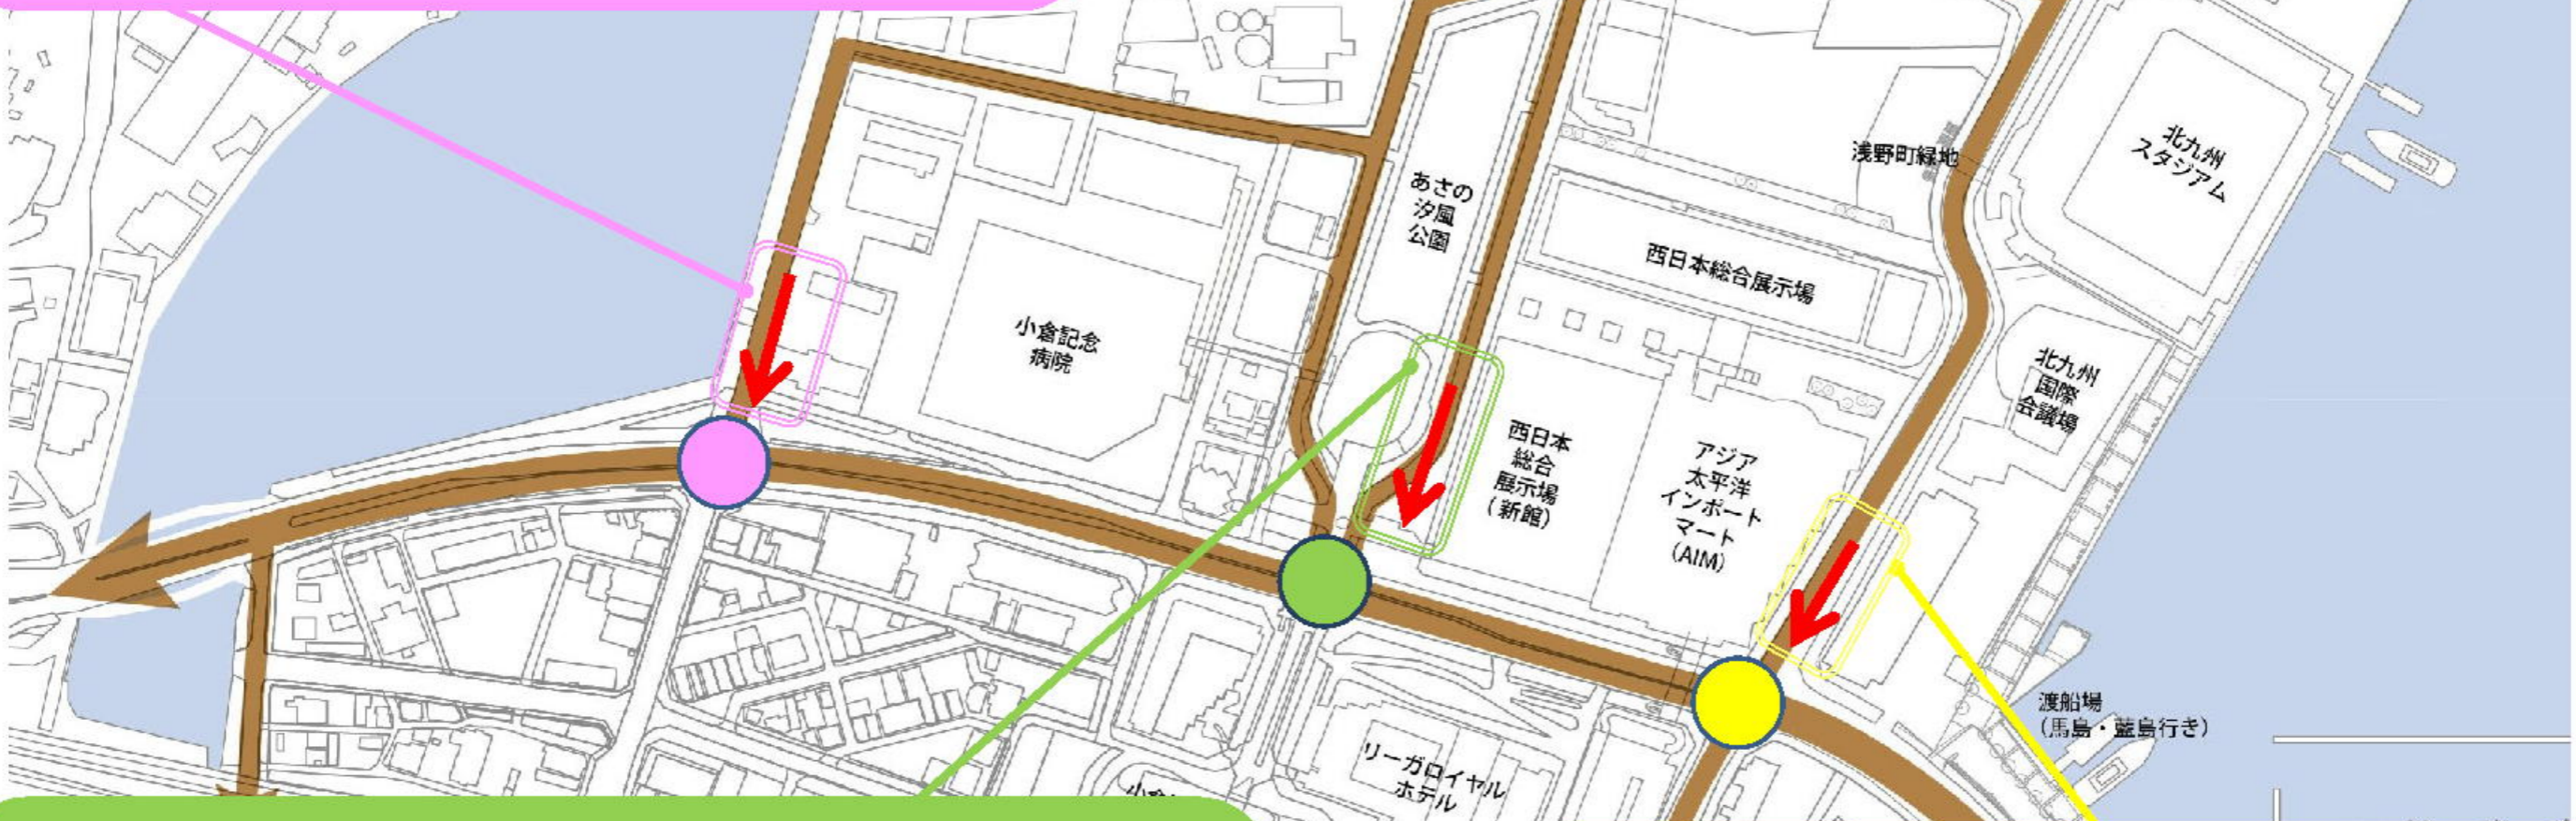 北九州
スタジアム
浅野町緑地
あさの
汐風
公園
西日本総合展示場
小倉記念
病院
北九州
国際
会議場
西日本
総合
展示場
(新館)
アジア
太平洋
インポート
マート
(AIM)
渡船場
(馬島・藍島行き)
リーガロイヤル
ホテル
小倉